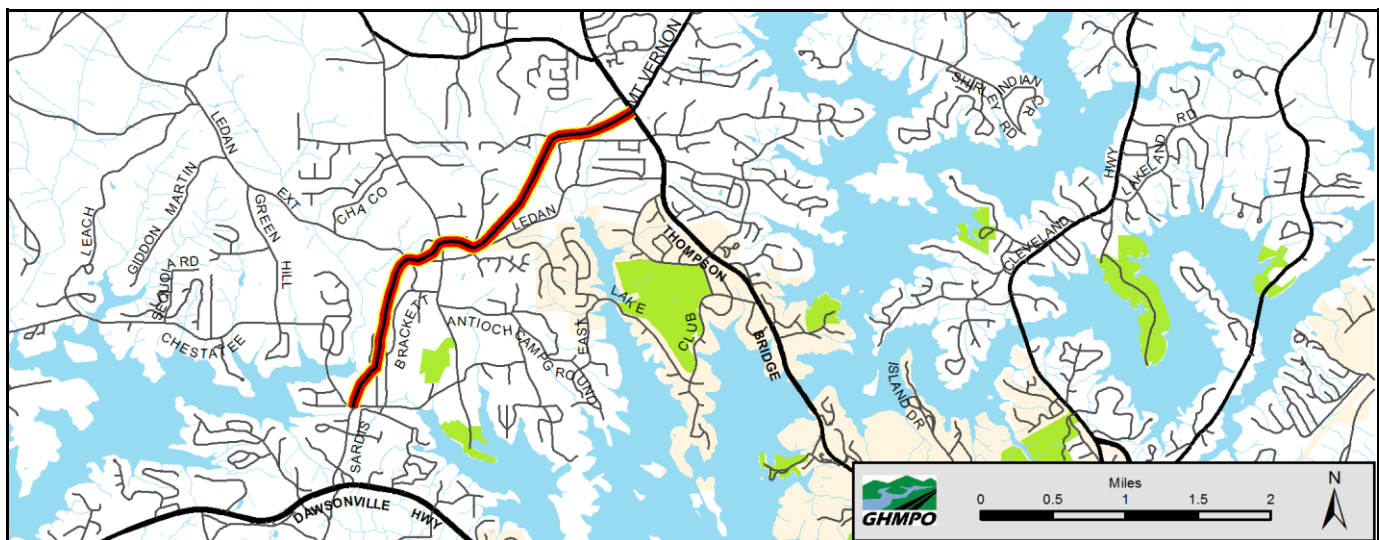 MT VERNON
SHIRLEY RD
INDIAN CR
LEDAN
EXT
LEACH
GIDDON MARTIN
GREEN HILL
CHA CO
LEDAN
HWY
LAKELAND RD
CLEVELAND
THOMPSON BRIDGE
SEQUOIA RD
CHESTATEE
BRACKETT
ANTIOCH CAMPGROUND
EAST
LAKE
CLUB
ISLAND DR
SARDIS
DAWSONVILLE HWY
GHMPO
Miles
0 0.5 1 1.5 2
N